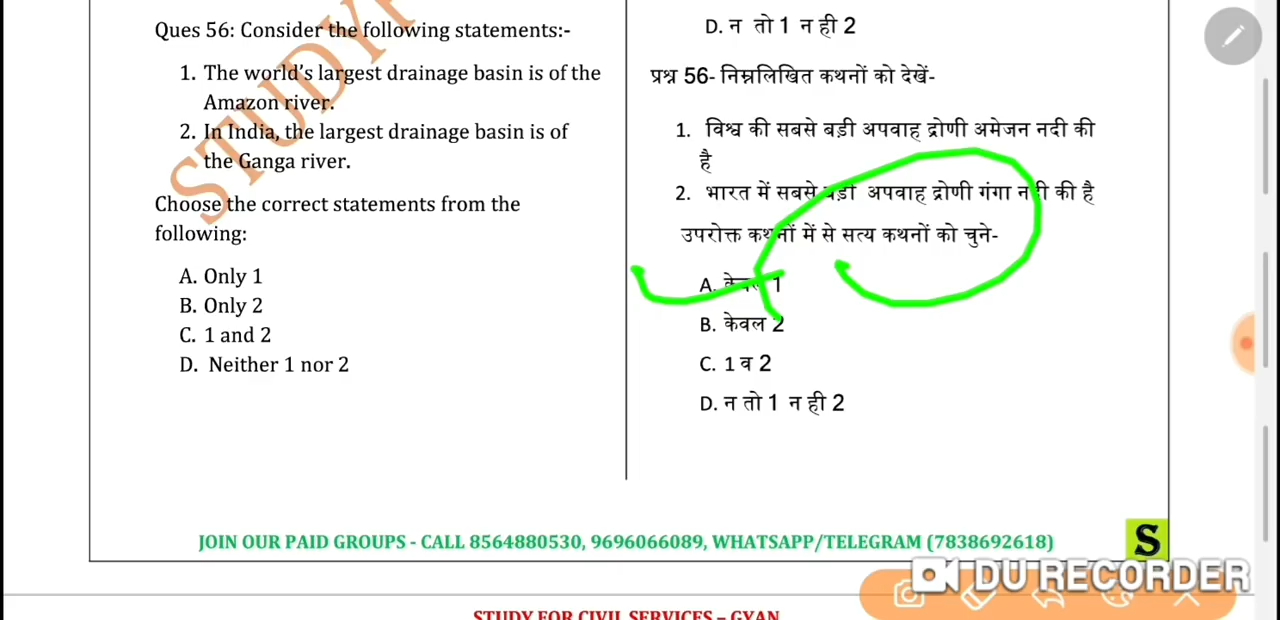 Ques 56: Consider the following statements:-
1. The world's largest drainage basin is of the
Amazon river.
2. In India, the largest drainage basin is of
the Ganga river.
Choose the correct statements from the
following:
A. Only 1
B. Only 2
C. 1 and 2
D. Neither 1 nor 2
D. न तो 1 न ही 2
प्रश्न 56- निम्नलिखित कथनों को देखें-
1. विश्व की सबसे बड़ी अपवाह द्रोणी अमेजन नदी की
है
2. भारत में सबसे बड़ी अपवाह द्रोणी गंगा नदी की है
उपरोक्त कथनों में से सत्य कथनों को चुने-
A. केवल 1
B. केवल 2
C. 1 व 2
D. न तो 1 न ही 2
JOIN OUR PAID GROUPS - CALL 8564880530, 9696066089, WHATSAPP/TELEGRAM (7838692618)
S
DU RECORDER
STUDY FOR CIVIL SERVICES – GYAN